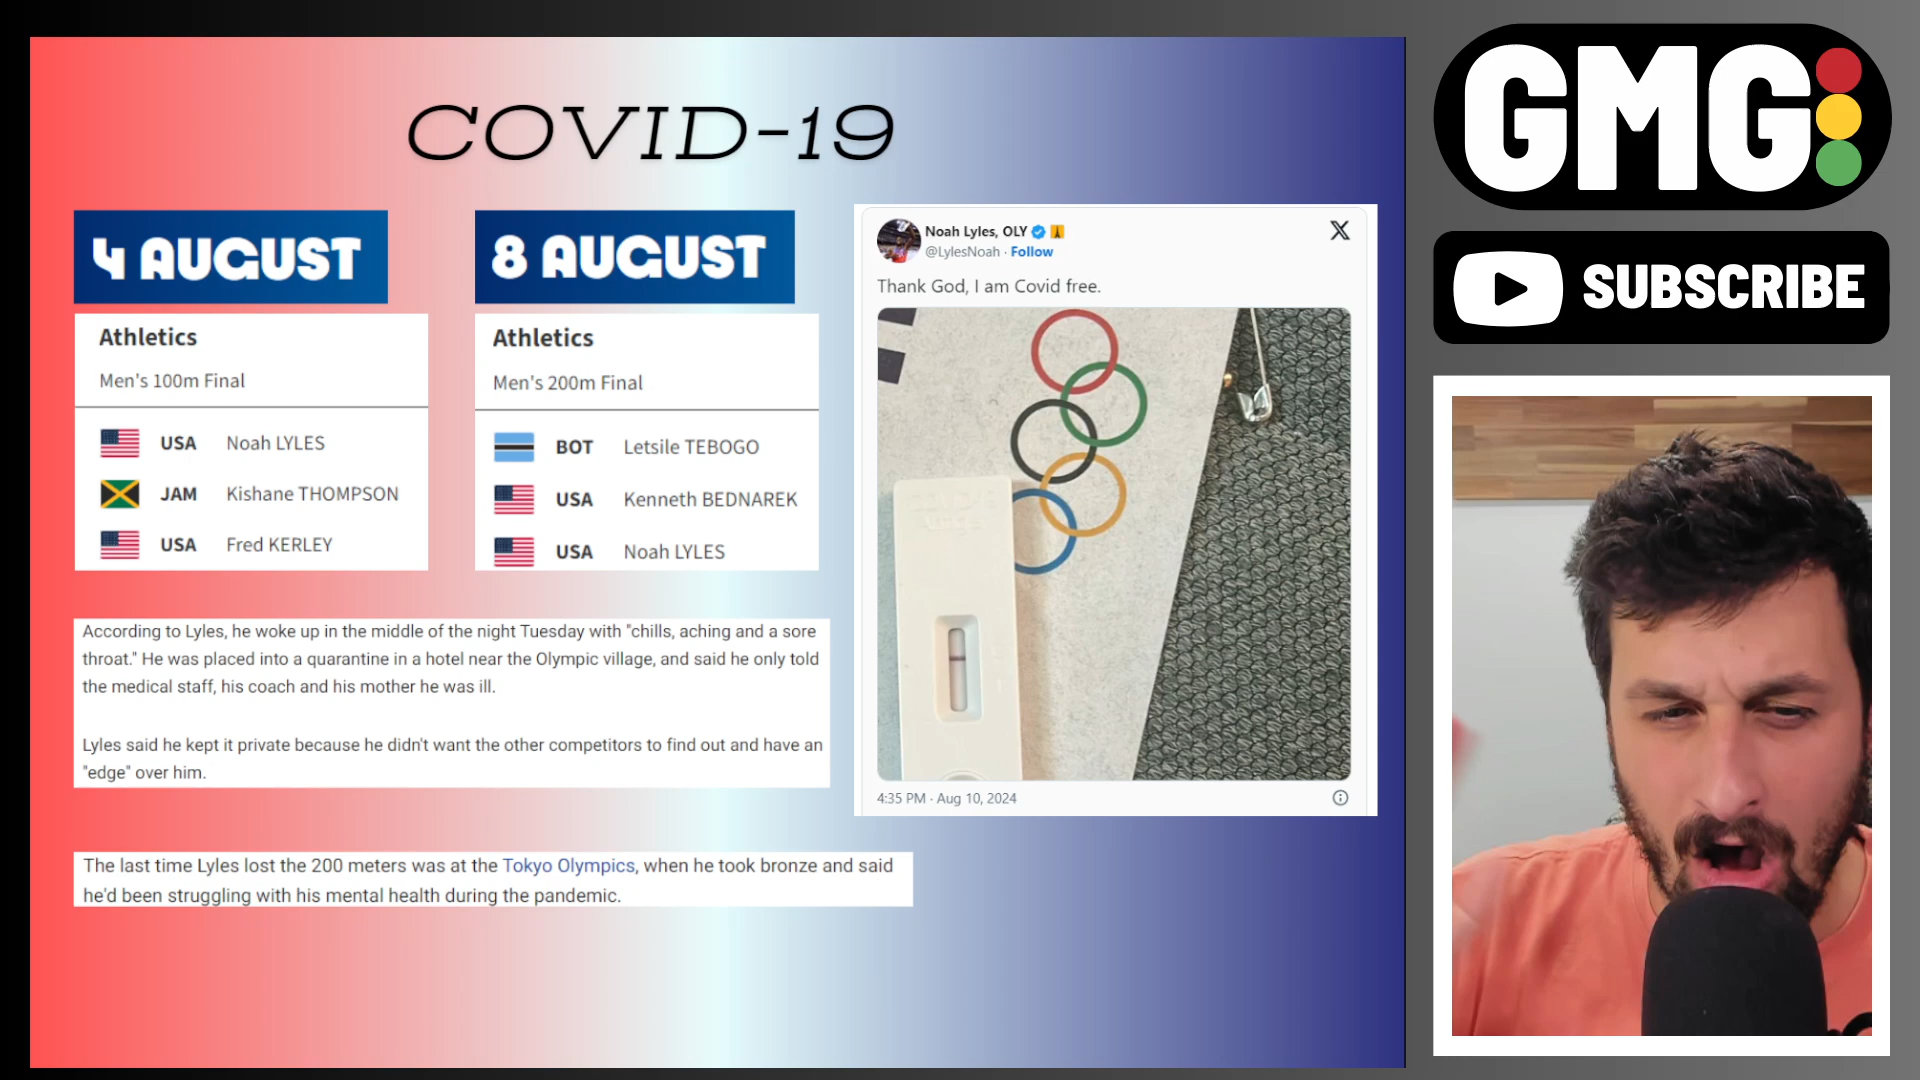 COVID-19
4 AUGUST
Athletics
Men's 100m Final
USA Noah LYLES
JAM Kishane THOMPSON
USA Fred KERLEY
8 AUGUST
Athletics
Men's 200m Final
BOT Letsile TEBOGO
USA Kenneth BEDNAREK
USA Noah LYLES
According to Lyles, he woke up in the middle of the night Tuesday with "chills, aching and a sore
throat." He was placed into a quarantine in a hotel near the Olympic village, and said he only told
the medical staff, his coach and his mother he was ill.
Lyles said he kept it private because he didn't want the other competitors to find out and have an
"edge" over him.
The last time Lyles lost the 200 meters was at the Tokyo Olympics, when he took bronze and said
he'd been struggling with his mental health during the pandemic.
Noah Lyles, OLY
@LylesNoah · Follow
Thank God, I am Covid free.
4:35 PM · Aug 10, 2024
GMG
SUBSCRIBE